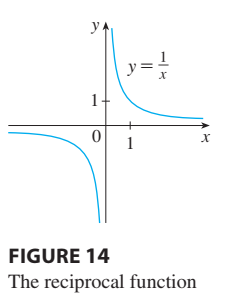 y
y = 1/x
1
0
1
x
FIGURE 14
The reciprocal function